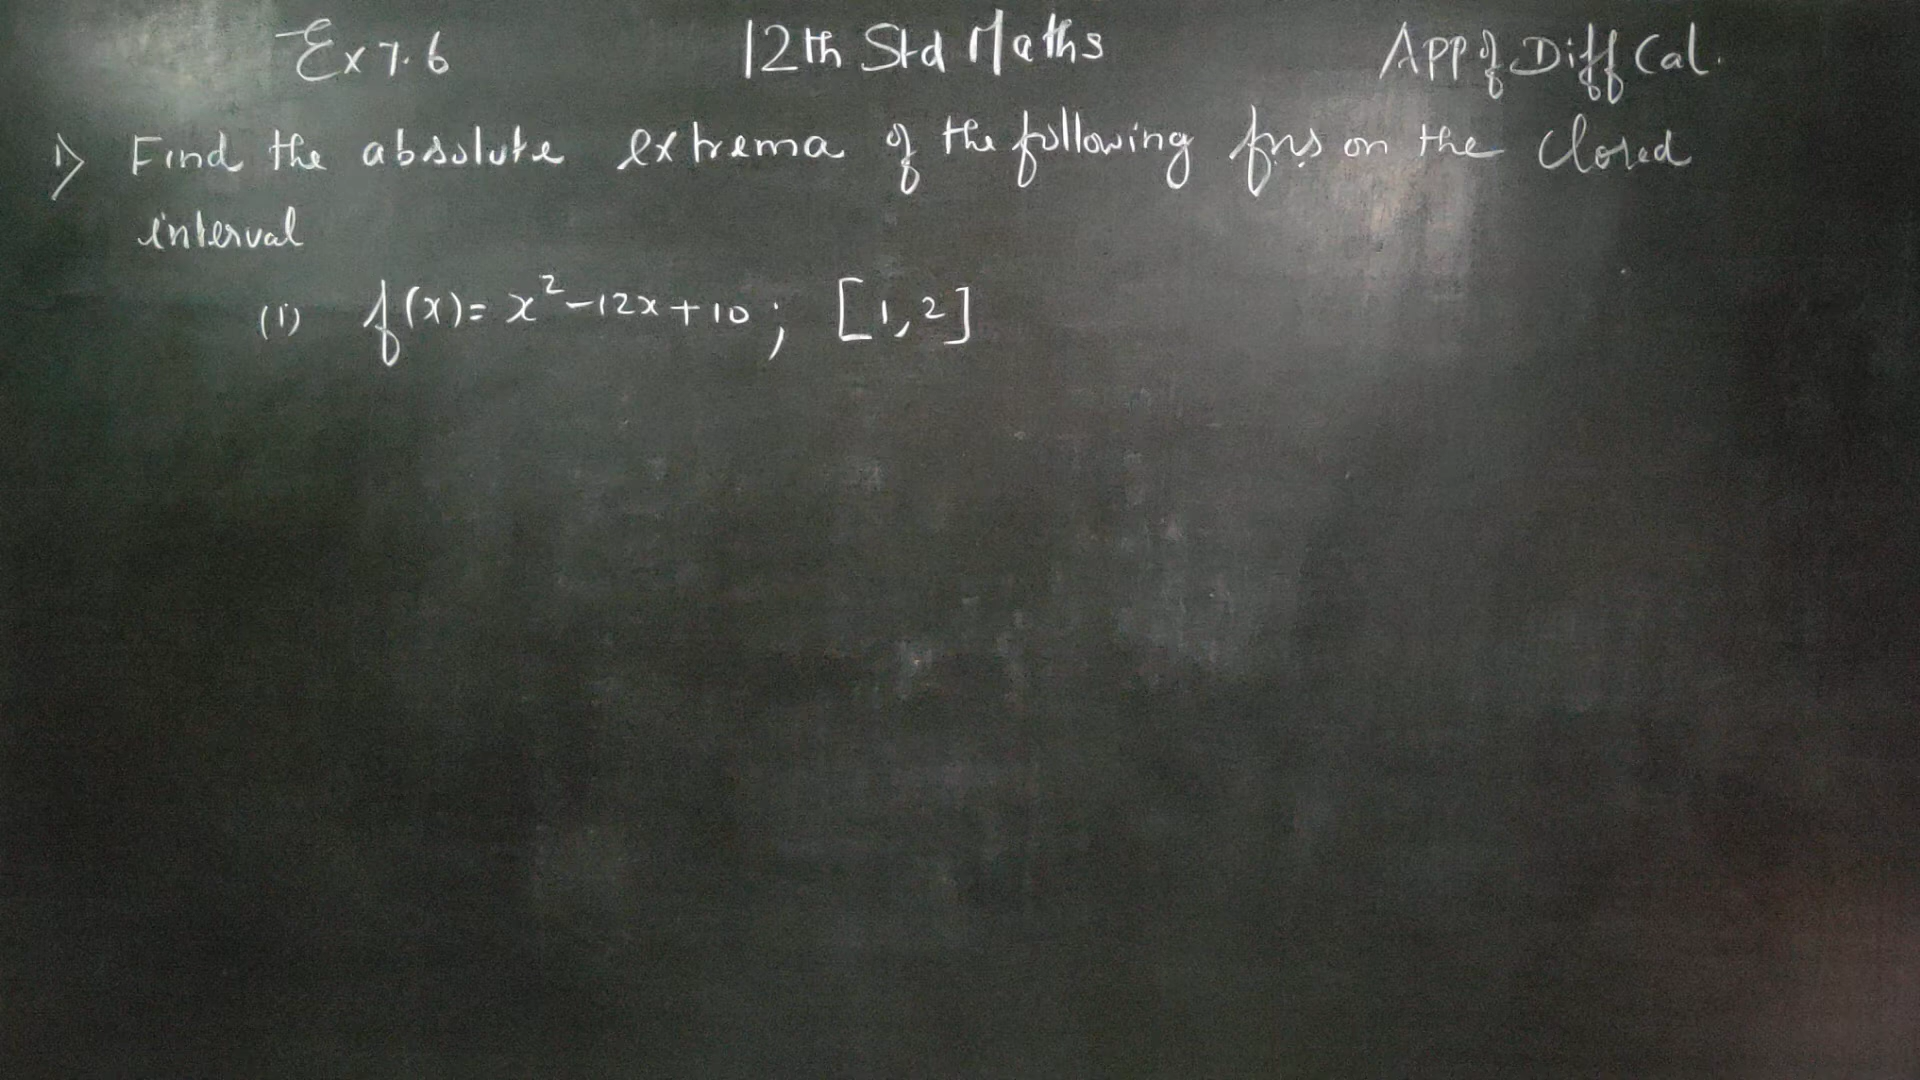 Ex 7.6 12th Std Maths App of Diff Cal.
1) Find the absolute extrema of the following fns on the closed
interval
(i) f(x) = x² - 12x + 10 ; [1, 2]